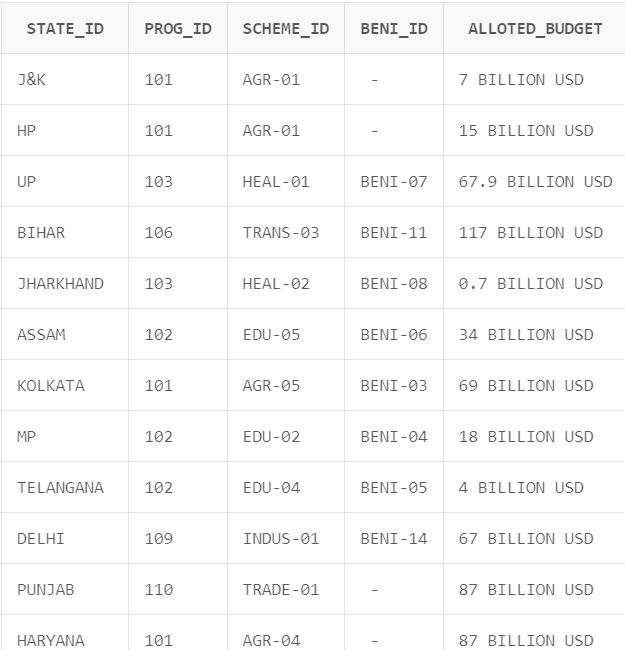 STATE_ID PROG_ID SCHEME_ID BENI_ID ALLOTED_BUDGET
J&K 101 AGR-01 - 7 BILLION USD
HP 101 AGR-01 - 15 BILLION USD
UP 103 HEAL-01 BENI-07 67.9 BILLION USD
BIHAR 106 TRANS-03 BENI-11 117 BILLION USD
JHARKHAND 103 HEAL-02 BENI-08 0.7 BILLION USD
ASSAM 102 EDU-05 BENI-06 34 BILLION USD
KOLKATA 101 AGR-05 BENI-03 69 BILLION USD
MP 102 EDU-02 BENI-04 18 BILLION USD
TELANGANA 102 EDU-04 BENI-05 4 BILLION USD
DELHI 109 INDUS-01 BENI-14 67 BILLION USD
PUNJAB 110 TRADE-01 - 87 BILLION USD
HARYANA 101 AGR-04 - 87 BILLION USD